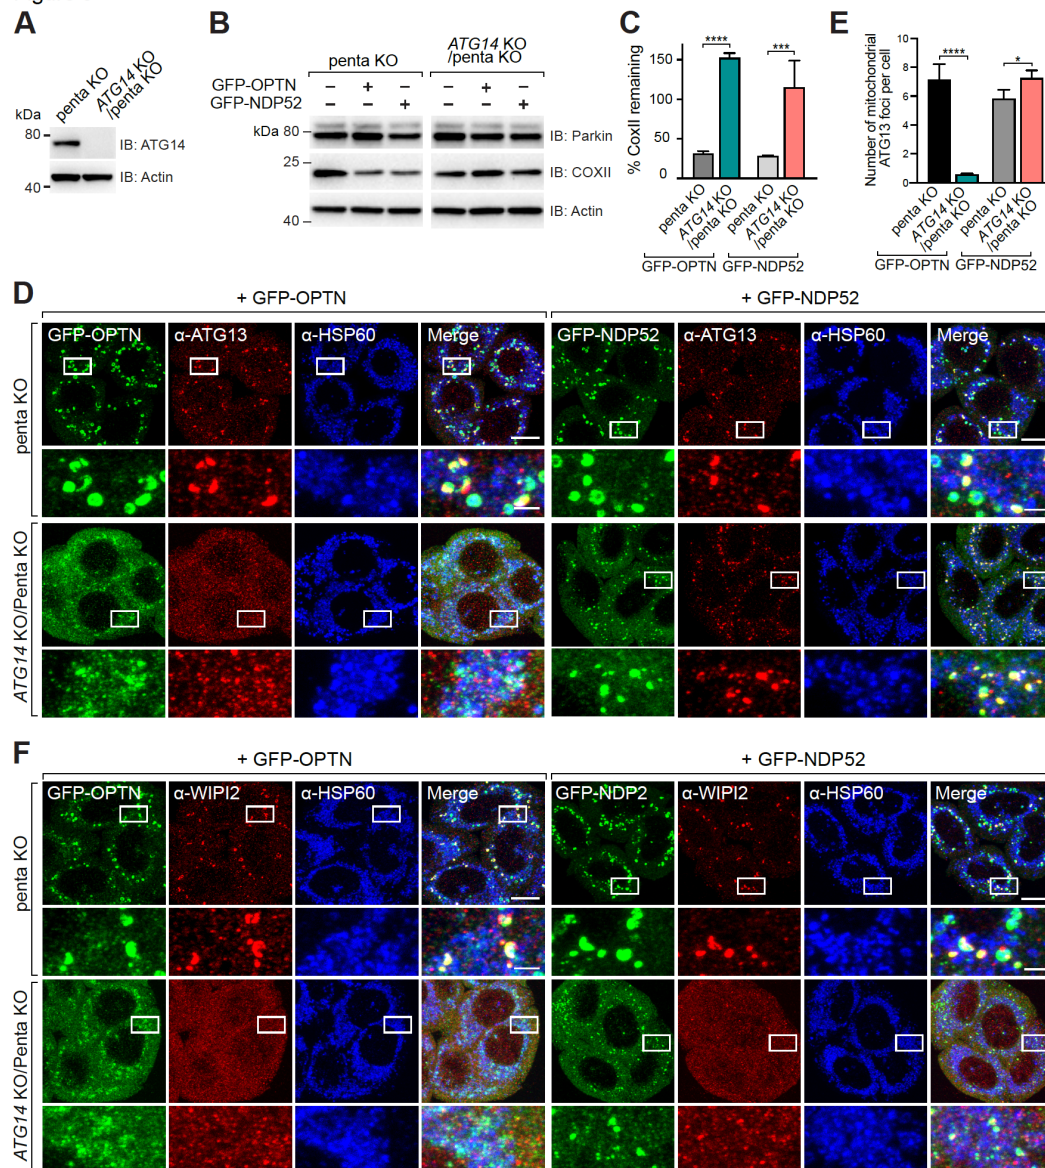 A
penta KO
ATG14 KO
/penta KO
kDa
80
IB: ATG14
IB: Actin
40
B
penta KO
ATG14 KO
/penta KO
GFP-OPTN – + – – + –
GFP-NDP52 – – + – – +
kDa 80
IB: Parkin
25
IB: COXII
IB: Actin
40
C
% CoxII remaining
150
100
50
0
****
***
penta KO
ATG14 KO
/penta KO
penta KO
ATG14 KO
/penta KO
GFP-OPTN GFP-NDP52
E
Number of mitochondrial
ATG13 foci per cell
10
8
6
4
2
0
****
*
penta KO
ATG14 KO
/penta KO
penta KO
ATG14 KO
/penta KO
GFP-OPTN GFP-NDP52
D
+ GFP-OPTN
+ GFP-NDP52
GFP-OPTN α-ATG13 α-HSP60 Merge GFP-NDP52 α-ATG13 α-HSP60 Merge
penta KO
ATG14 KO/Penta KO
F
+ GFP-OPTN
+ GFP-NDP52
GFP-OPTN α-WIPI2 α-HSP60 Merge GFP-NDP2 α-WIPI2 α-HSP60 Merge
penta KO
ATG14 KO/Penta KO